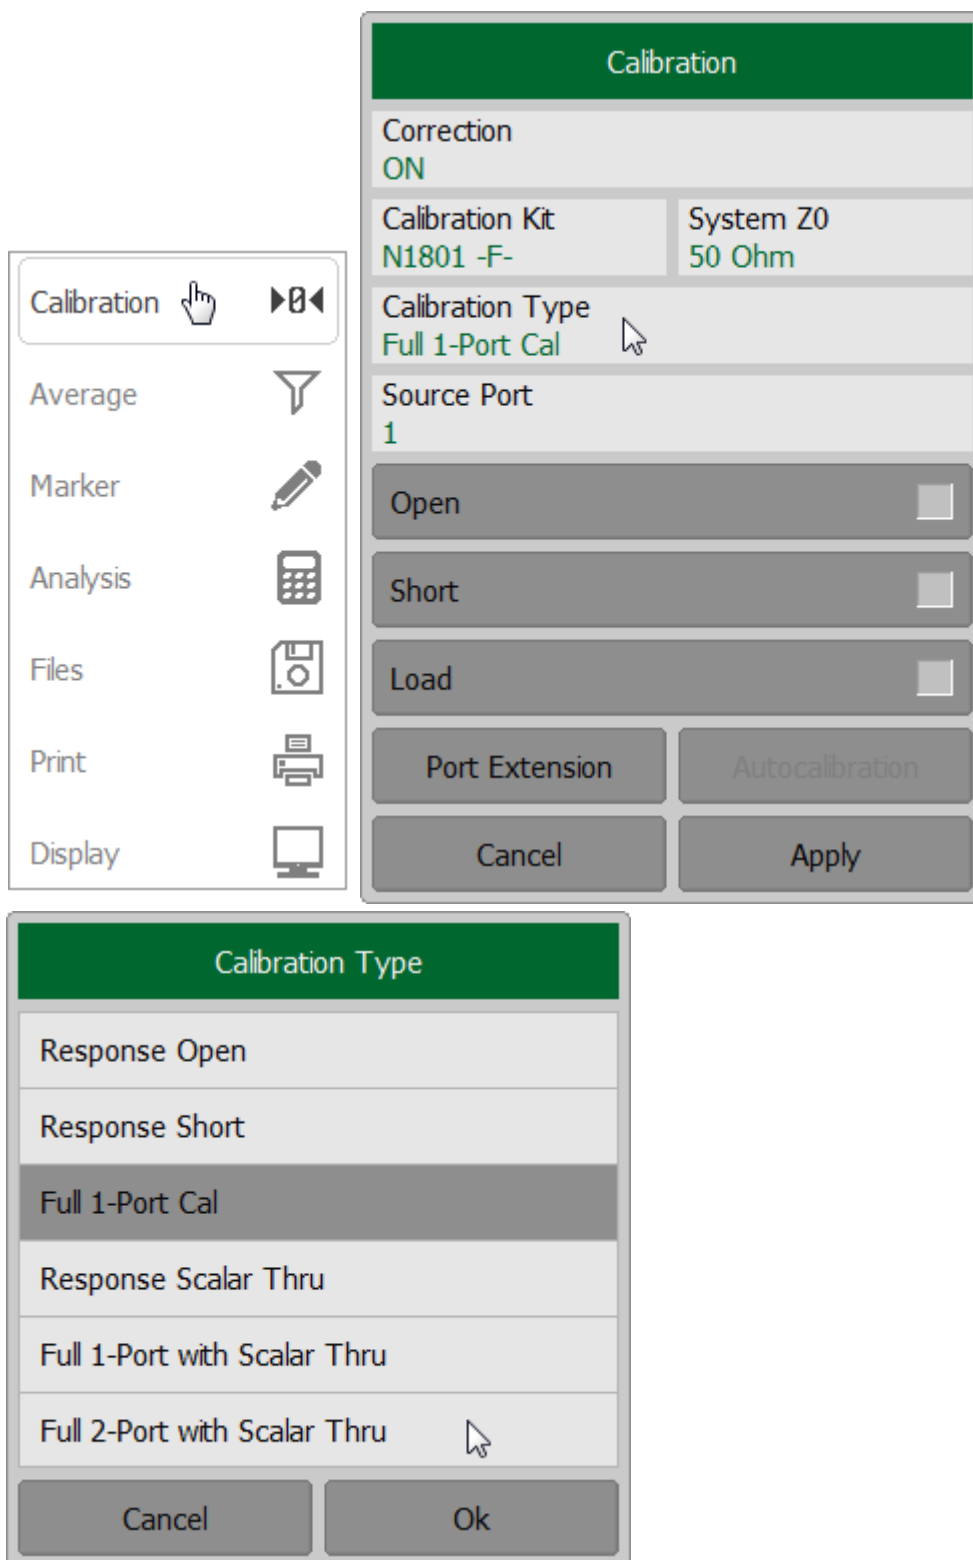 Calibration
Average
Marker
Analysis
Files
Print
Display
Calibration
Correction
ON
Calibration Kit
N1801 -F-
System Z0
50 Ohm
Calibration Type
Full 1-Port Cal
Source Port
1
Open
Short
Load
Port Extension
Autocalibration
Cancel
Apply
Calibration Type
Response Open
Response Short
Full 1-Port Cal
Response Scalar Thru
Full 1-Port with Scalar Thru
Full 2-Port with Scalar Thru
Cancel
Ok